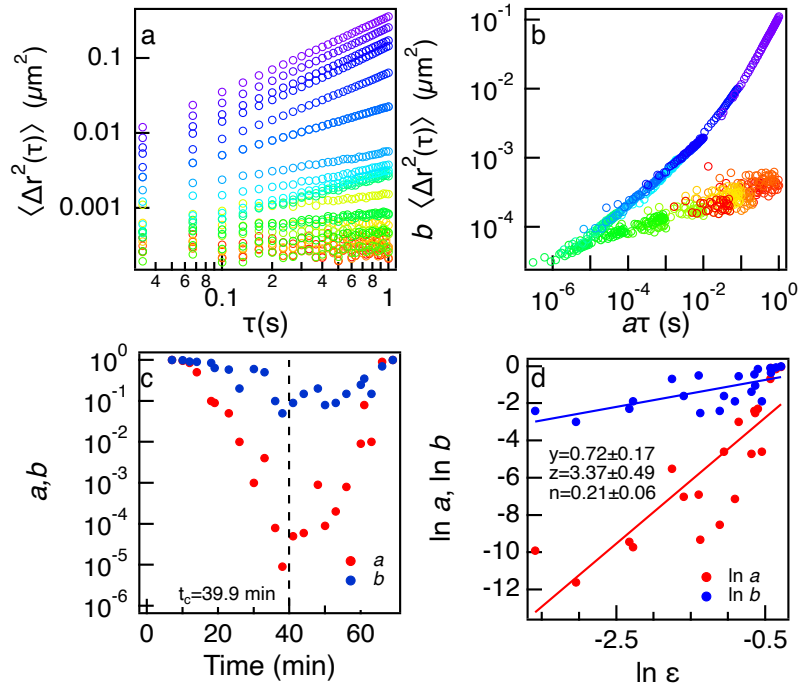 a
⟨Δr²(τ)⟩ (μm²)
0.1
0.01
0.001
4 6 8 2 4 6 8
0.1 1
τ(s)
b
b ⟨Δr²(τ)⟩ (μm²)
10⁻¹
10⁻²
10⁻³
10⁻⁴
10⁻⁶ 10⁻⁴ 10⁻² 10⁰
aτ (s)
c
a,b
10⁰
10⁻¹
10⁻²
10⁻³
10⁻⁴
10⁻⁵
10⁻⁶
t_c=39.9 min
a
b
0 20 40 60
Time (min)
d
ln a, ln b
0
-2
-4
-6
-8
-10
-12
y=0.72±0.17
z=3.37±0.49
n=0.21±0.06
ln a
ln b
-2.5 -0.5
ln ε